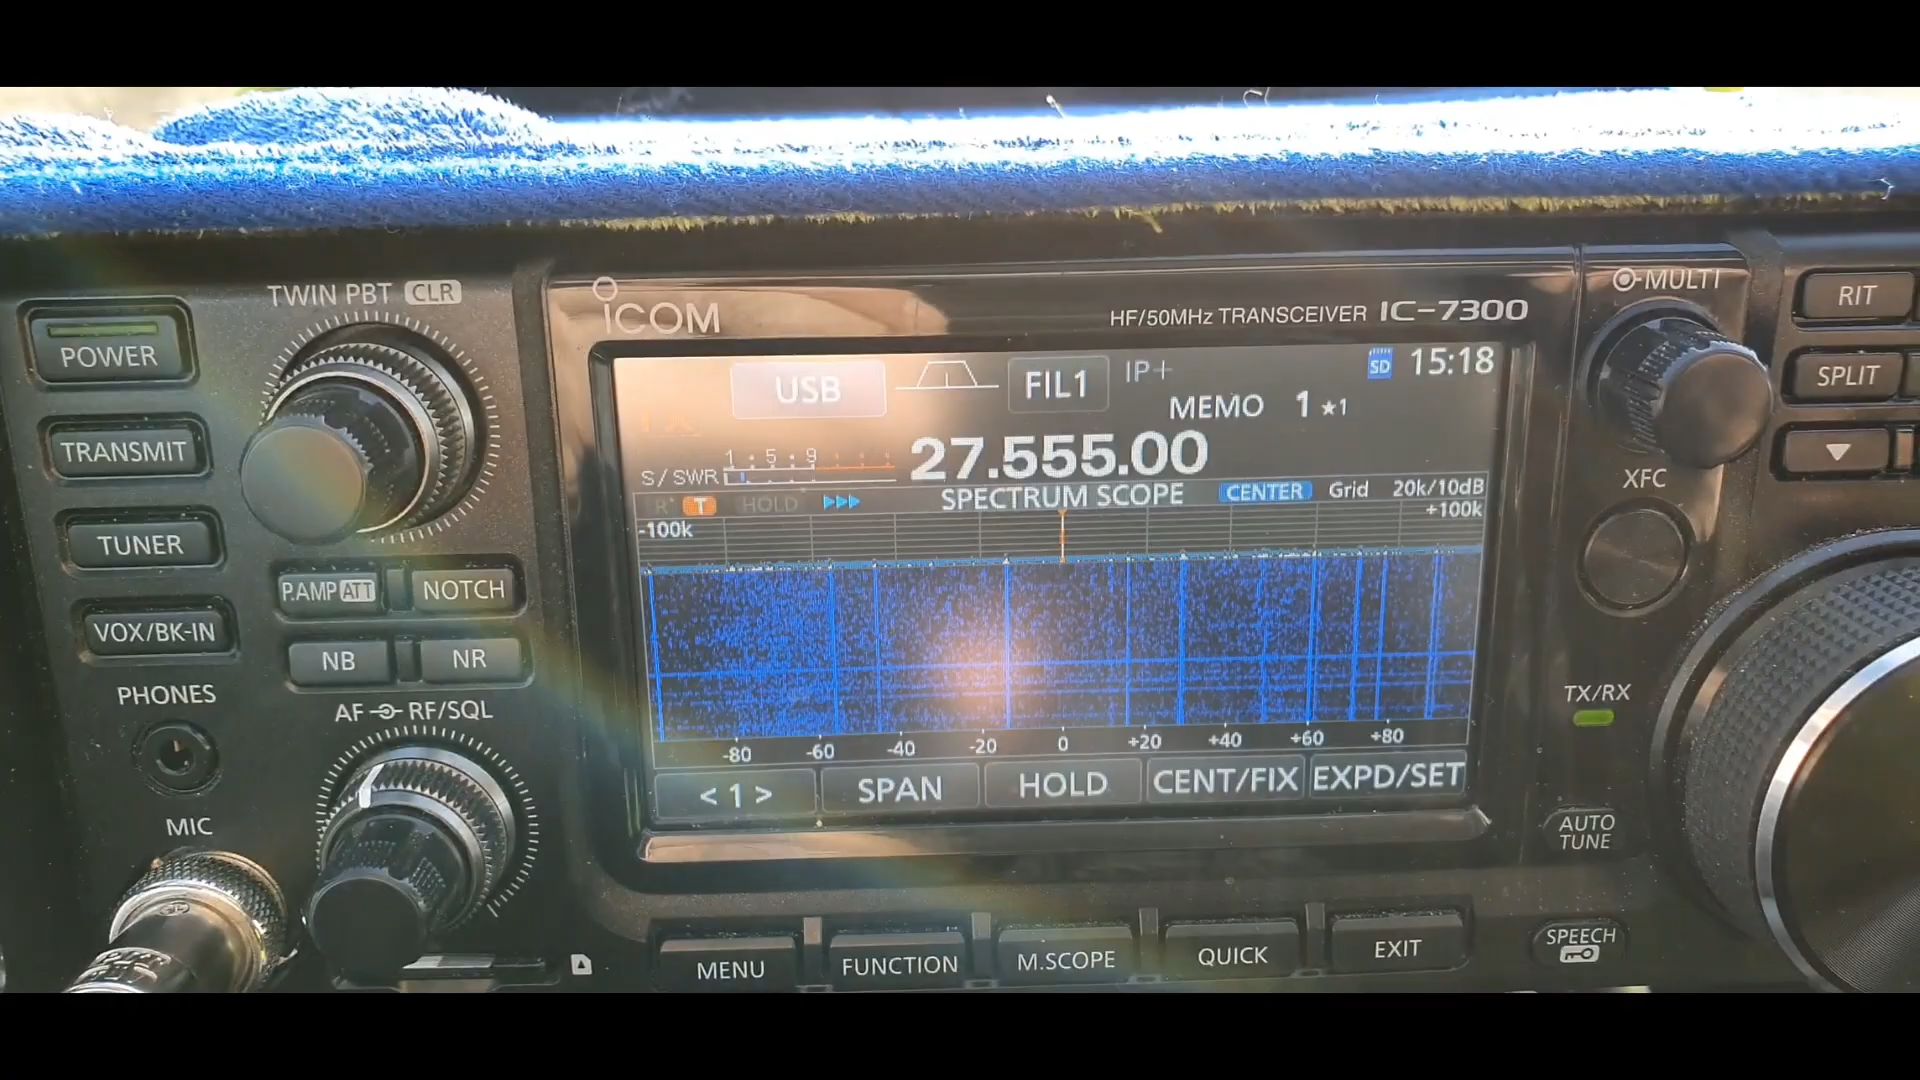 TWIN PBT CLR
POWER
TRANSMIT
TUNER
VOX/BK-IN
P.AMP ATT
NOTCH
NB
NR
PHONES
AF RF/SQL
MIC
ICOM
HF/50MHz TRANSCEIVER IC-7300
USB
FIL1
IP+
SD
15:18
MEMO 1 ★1
27.555.00
1 5 9
S/SWR
T HOLD
SPECTRUM SCOPE
CENTER
Grid
20k/10dB
-100k
+100k
-80 -60 -40 -20 0 +20 +40 +60 +80
< 1 >
SPAN
HOLD
CENT/FIX
EXPD/SET
MENU
FUNCTION
M.SCOPE
QUICK
EXIT
MULTI
RIT
SPLIT
XFC
TX/RX
AUTO
TUNE
SPEECH